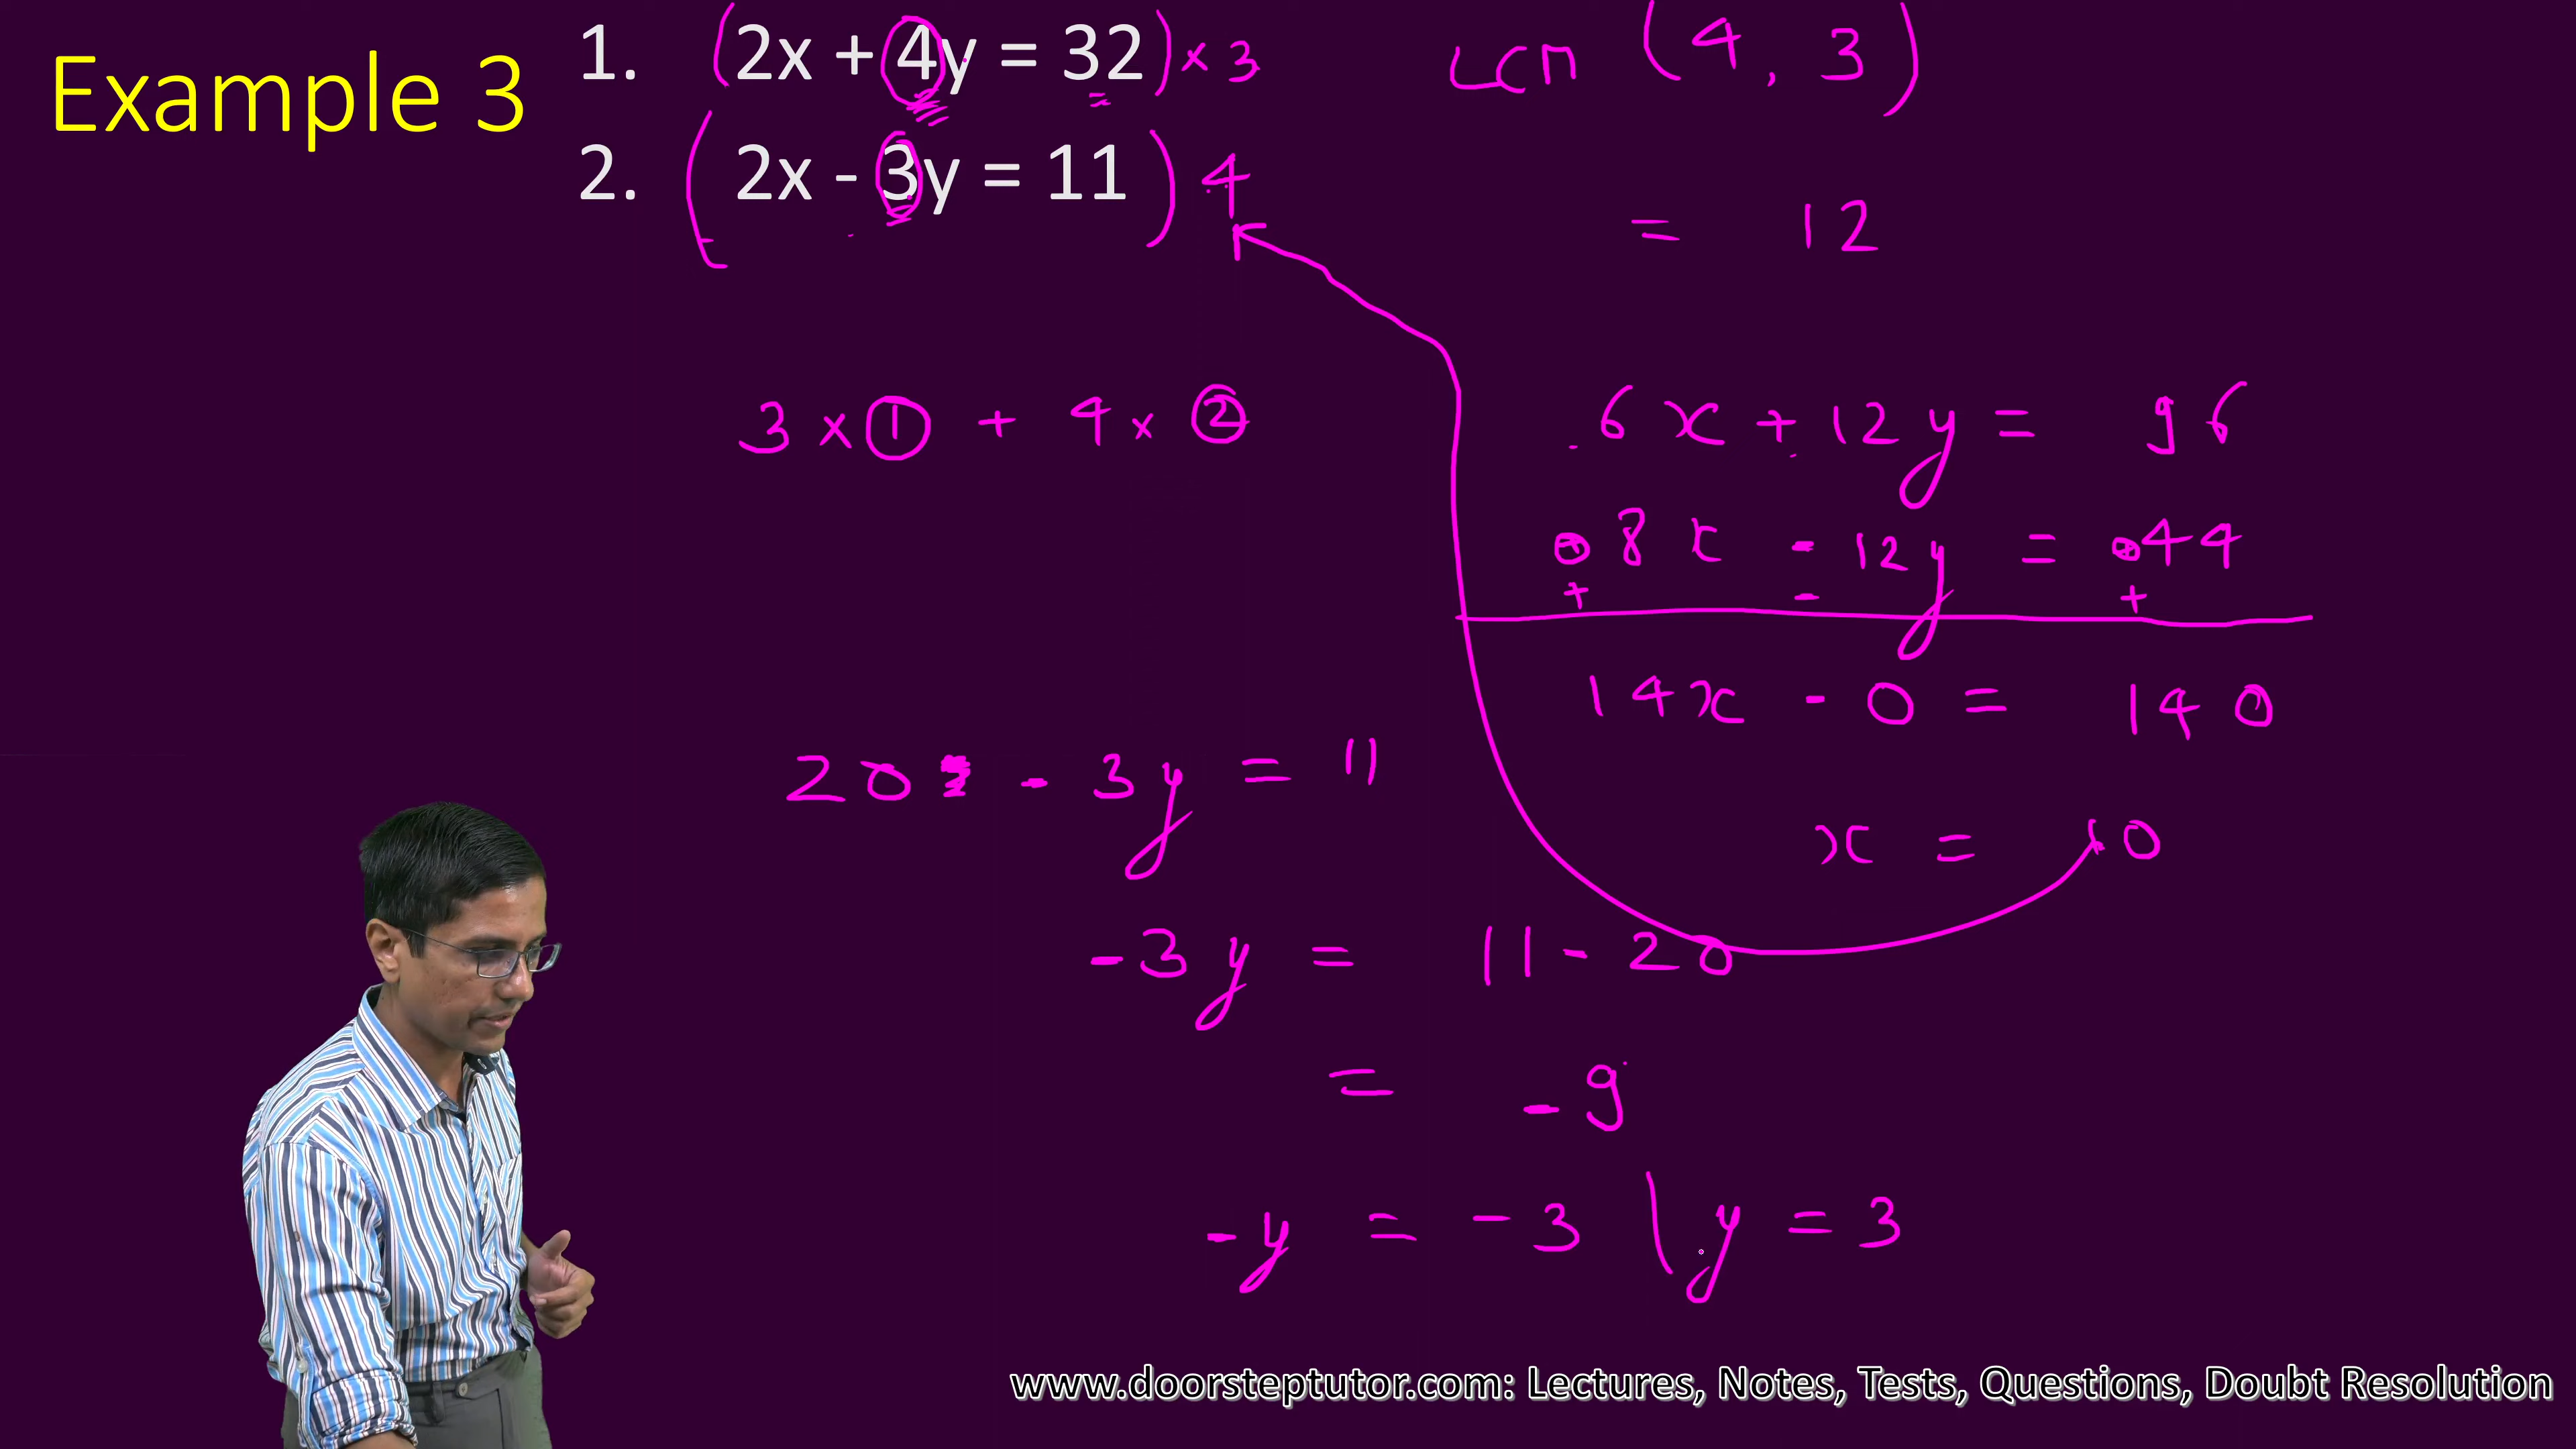 Example 3
1. (2x + 4y = 32) × 3
2. (2x - 3y = 11) 4
LCM (4, 3)
= 12
3 × ① + 4 × ②
6x + 12y = 96
8x - 12y = 44
+ - +
14x - 0 = 140
x = 10
20 - 3y = 11
-3y = 11 - 20
= -9
-y = -3 | y = 3
www.doorsteptutor.com: Lectures, Notes, Tests, Questions, Doubt Resolution